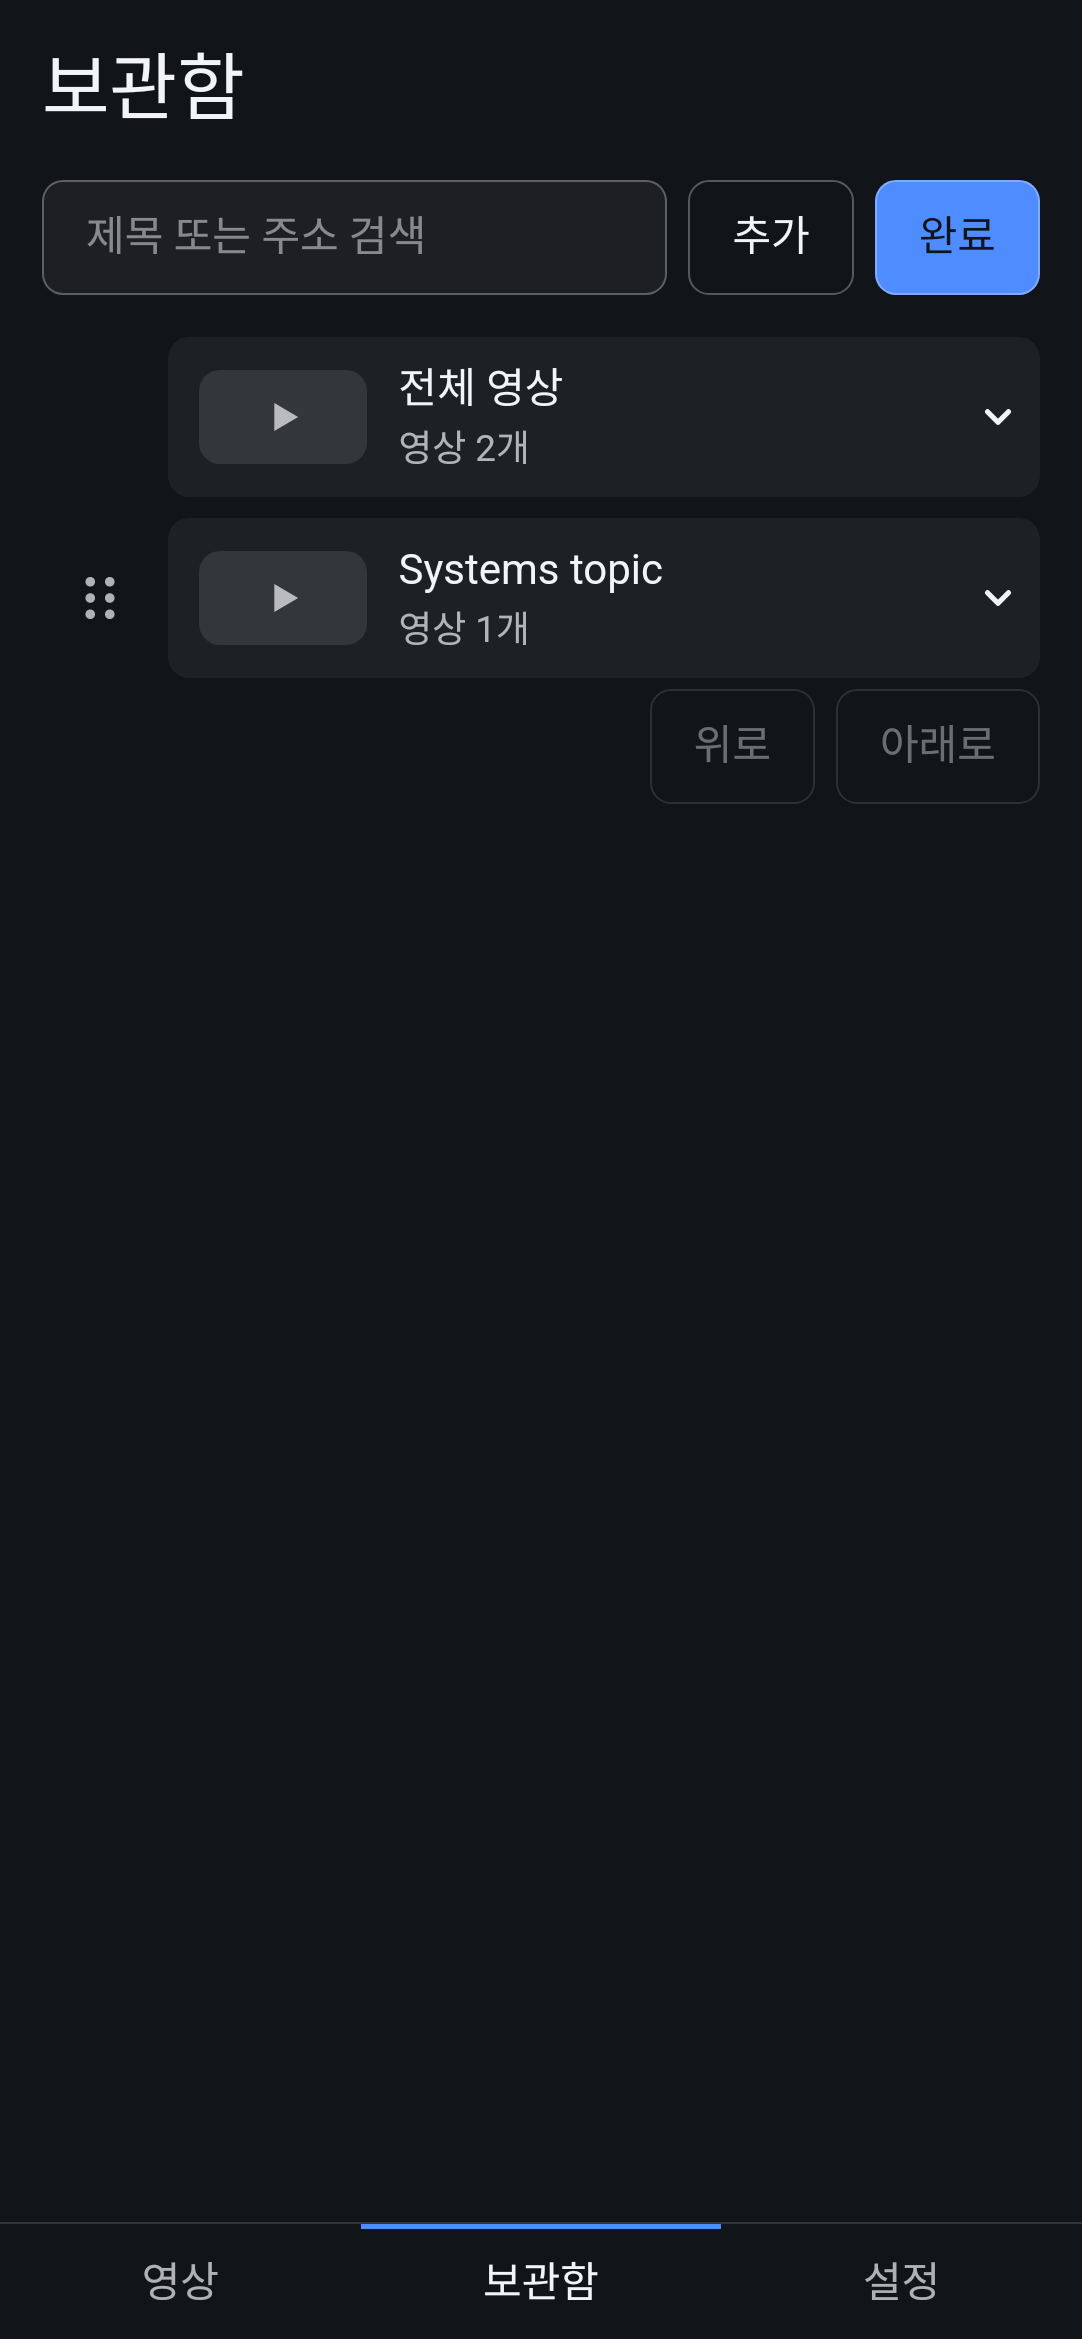 보관함
제목 또는 주소 검색
추가
완료
전체 영상
영상 2개
Systems topic
영상 1개
위로
아래로
영상
보관함
설정